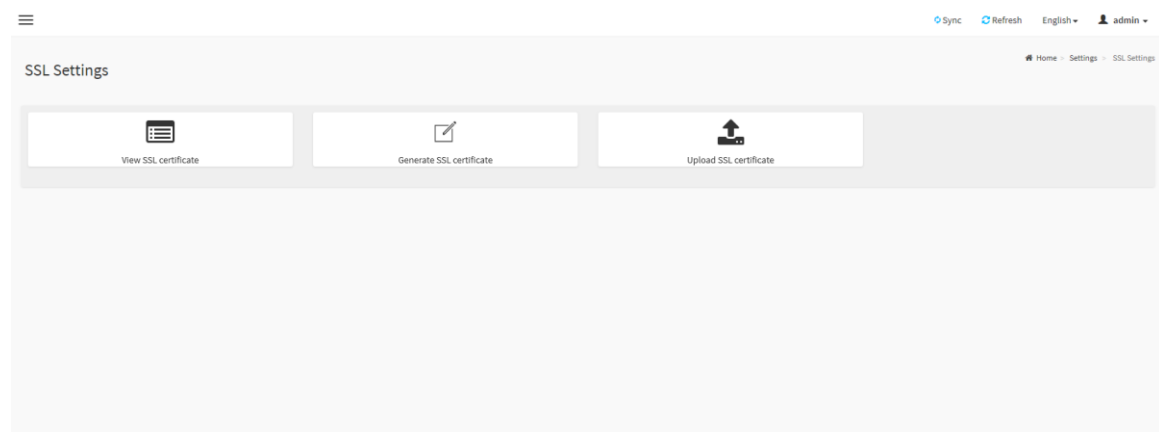 Sync Refresh English admin
Home > Settings > SSL Settings
SSL Settings
View SSL certificate
Generate SSL certificate
Upload SSL certificate